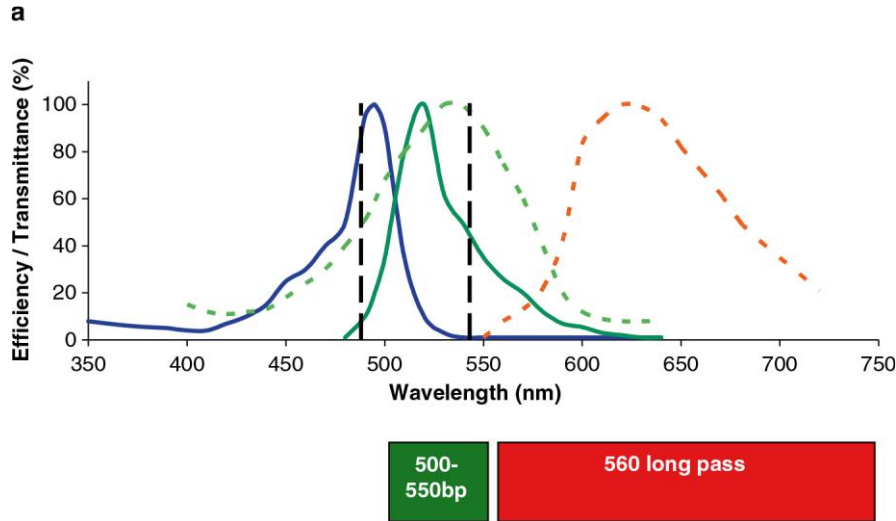 a
Efficiency / Transmittance (%)
100
80
60
40
20
0
350 400 450 500 550 600 650 700 750
Wavelength (nm)
500-
550bp
560 long pass